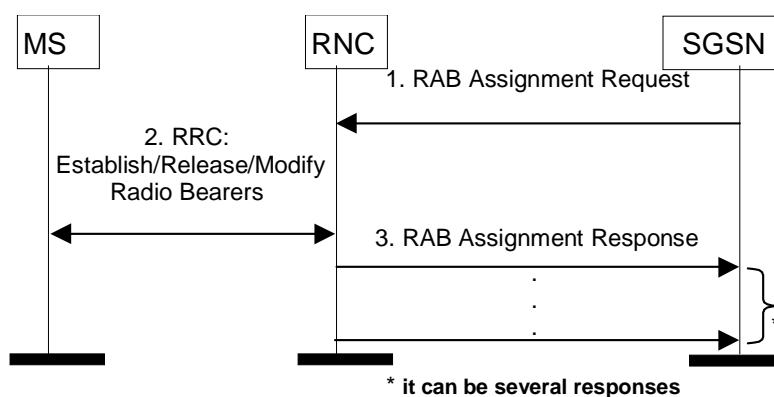 MS
RNC
SGSN
1. RAB Assignment Request
2. RRC:
Establish/Release/Modify
Radio Bearers
3. RAB Assignment Response
.
.
.
*
* it can be several responses